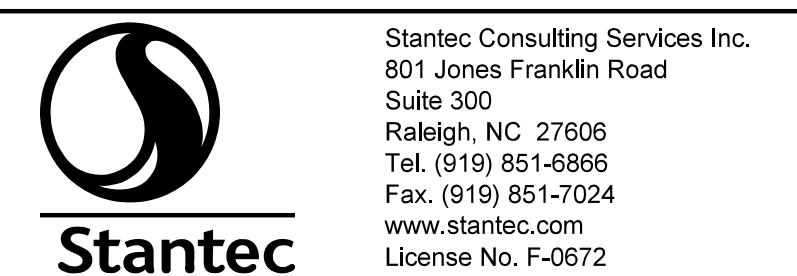 Stantec
Stantec Consulting Services Inc.
801 Jones Franklin Road
Suite 300
Raleigh, NC  27606
Tel. (919) 851-6866
Fax. (919) 851-7024
www.stantec.com
License No. F-0672